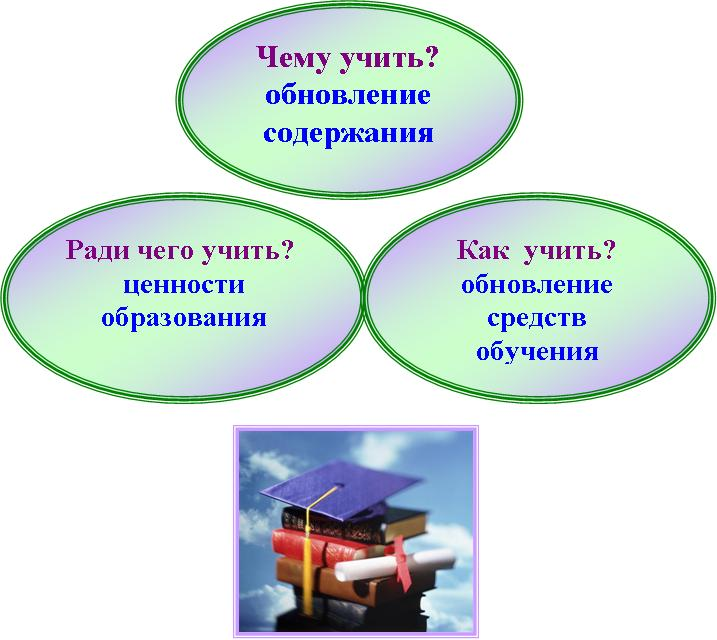 Чему учить?
обновление
содержания
Ради чего учить?
ценности
образования
Как учить?
обновление
средств
обучения